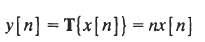 y[n] = T{x[n]} = nx[n]